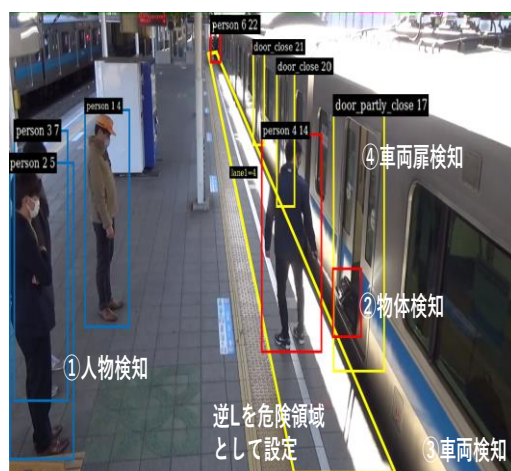 person 6 22
door_close 21
door_close 20
door_partly_close 17
person 1 4
person 3 7
person 4 14
person 2 5
lane1=4
④車両扉検知
②物体検知
①人物検知
逆Lを危険領域
として設定
③車両検知